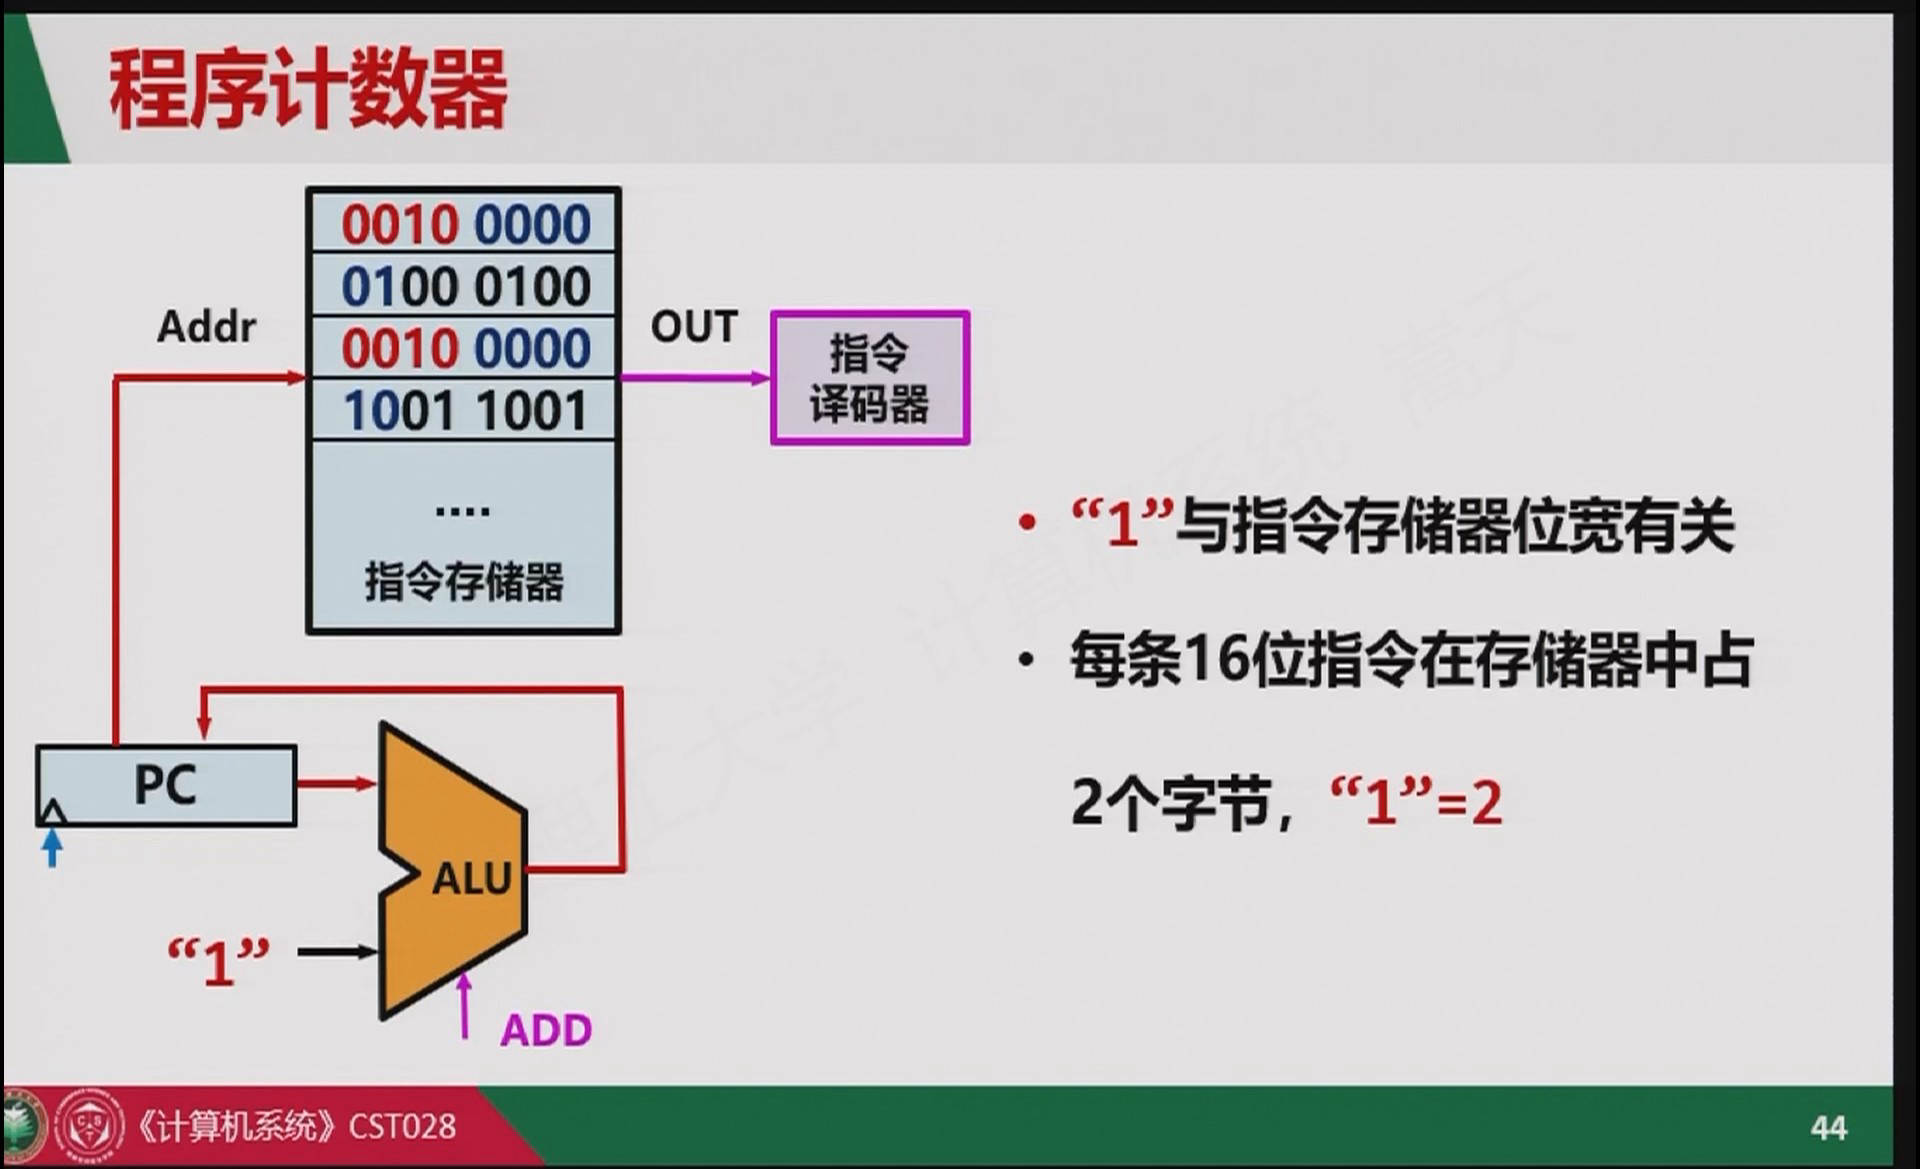 程序计数器
0010 0000
0100 0100
0010 0000
1001 1001
....
指令存储器
Addr
OUT
指令
译码器
PC
ALU
“1”
ADD
• “1”与指令存储器位宽有关
• 每条16位指令在存储器中占
2个字节，“1”=2
《计算机系统》CST028
44